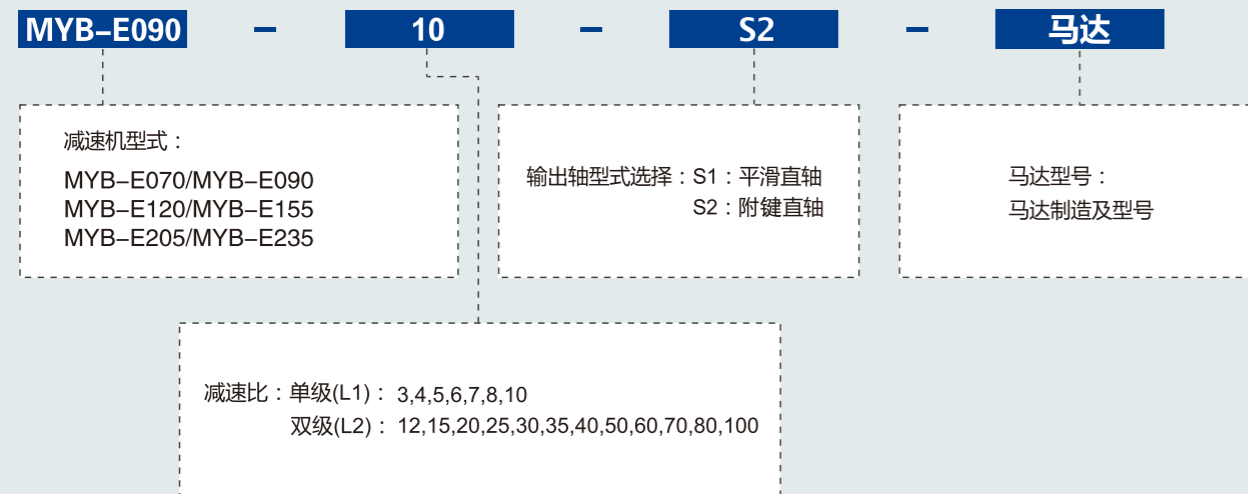 MYB–E090 – 10 – S2 – 马达
减速机型式：
MYB–E070/MYB–E090
MYB–E120/MYB–E155
MYB–E205/MYB–E235
输出轴型式选择：S1：平滑直轴
S2：附键直轴
马达型号：
马达制造及型号
减速比：单级(L1)： 3,4,5,6,7,8,10
双级(L2)： 12,15,20,25,30,35,40,50,60,70,80,100